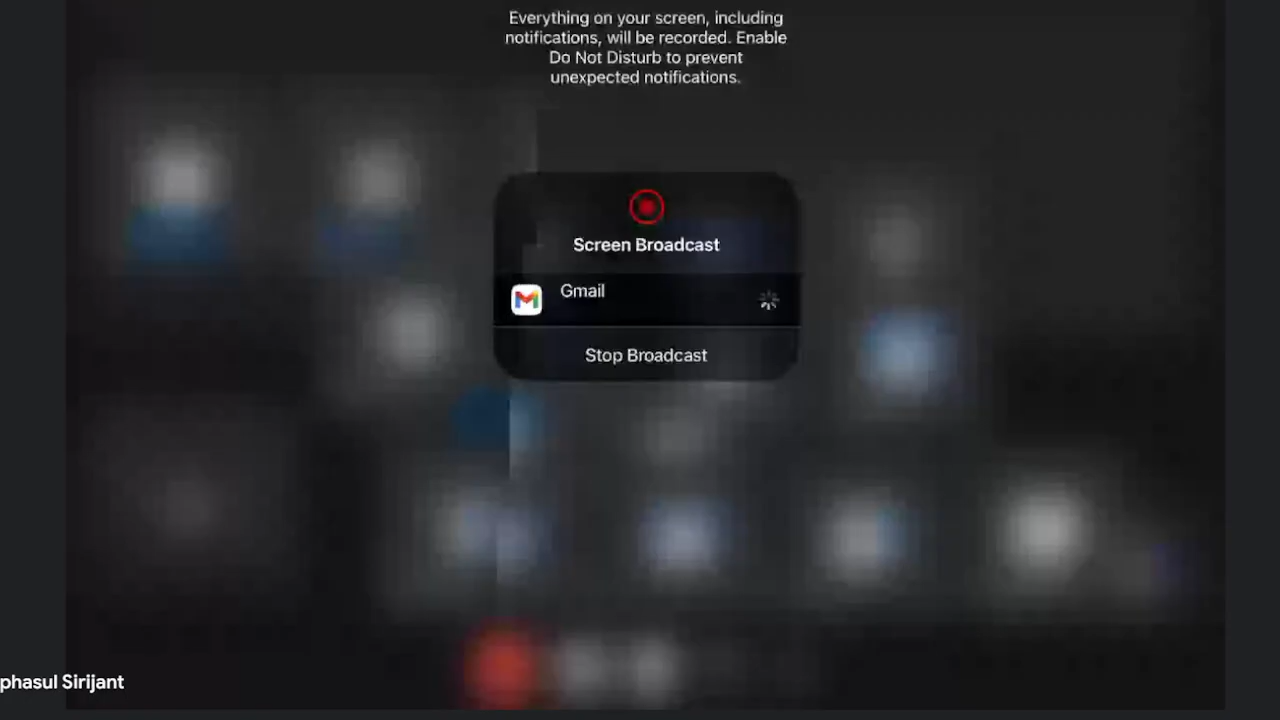 Everything on your screen, including
notifications, will be recorded. Enable
Do Not Disturb to prevent
unexpected notifications.
Screen Broadcast
Gmail
Stop Broadcast
phasul Sirijant